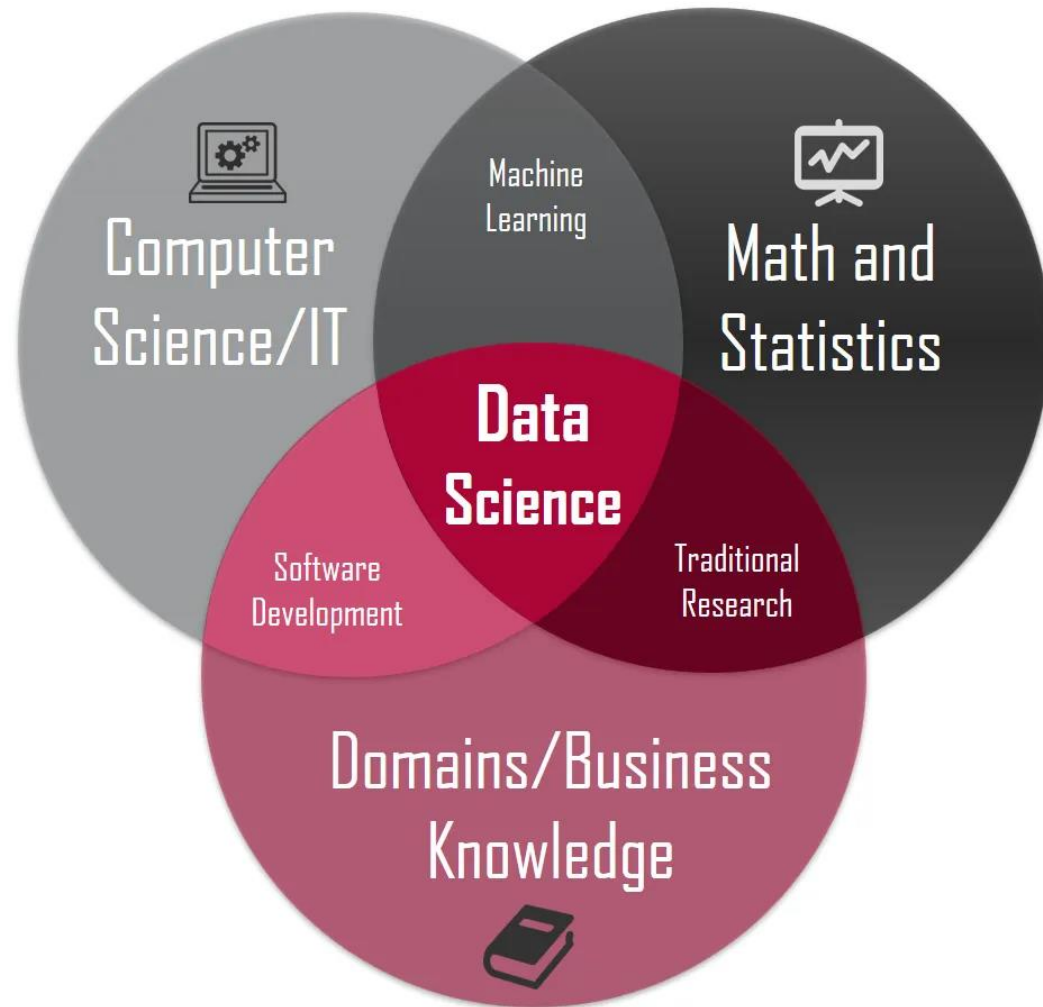 Computer
Science/IT
Machine
Learning
Math and
Statistics
Data
Science
Software
Development
Traditional
Research
Domains/Business
Knowledge